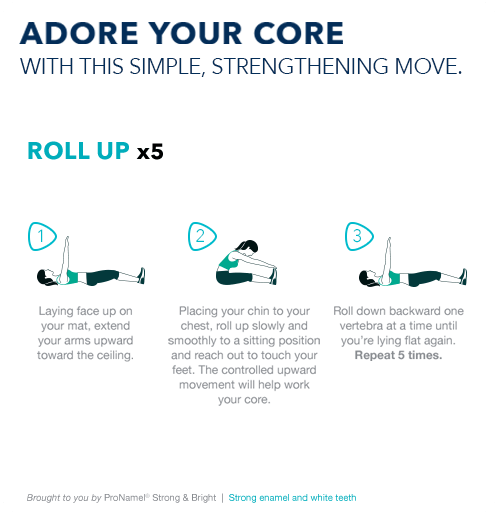 ADORE YOUR CORE
WITH THIS SIMPLE, STRENGTHENING MOVE.
ROLL UP x5
1
Laying face up on
your mat, extend
your arms upward
toward the ceiling.
2
Placing your chin to your
chest, roll up slowly and
smoothly to a sitting position
and reach out to touch your
feet. The controlled upward
movement will help work
your core.
3
Roll down backward one
vertebra at a time until
you're lying flat again.
Repeat 5 times.
Brought to you by ProNamel® Strong & Bright | Strong enamel and white teeth